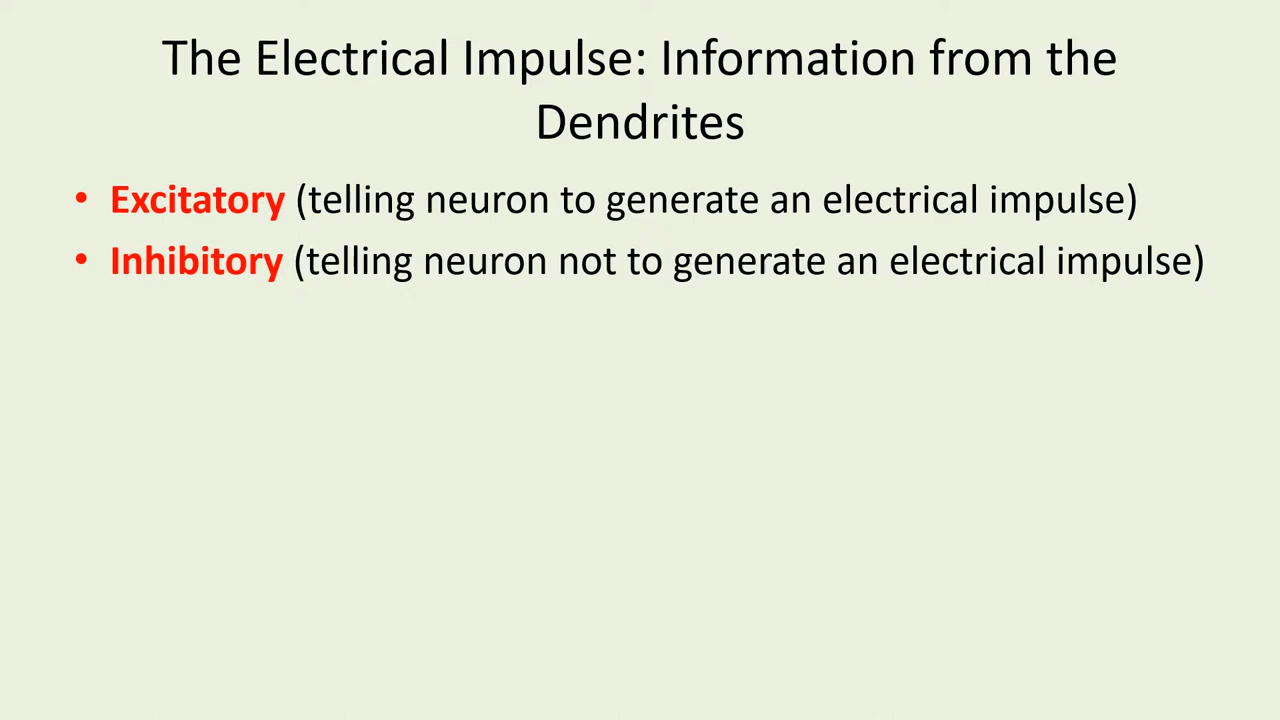 The Electrical Impulse: Information from the
Dendrites
• Excitatory (telling neuron to generate an electrical impulse)
• Inhibitory (telling neuron not to generate an electrical impulse)